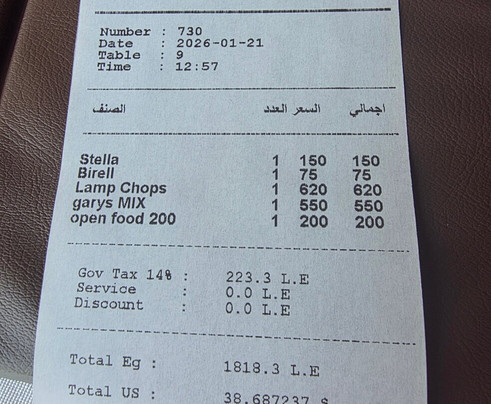 Number : 730
Date : 2026-01-21
Table : 9
Time : 12:57
الصنف العدد السعر اجمالي
Stella 1 150 150
Birell 1 75 75
Lamp Chops 1 620 620
garys MIX 1 550 550
open food 200 1 200 200
Gov Tax 14% : 223.3 L.E
Service : 0.0 L.E
Discount : 0.0 L.E
Total Eg : 1818.3 L.E
Total US : 38.687237 $